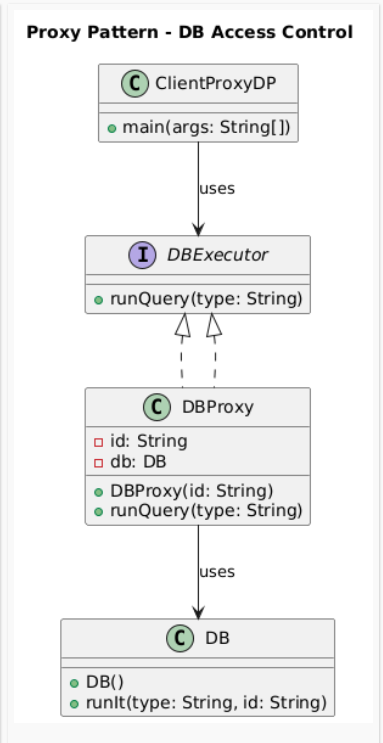 Proxy Pattern - DB Access Control
C ClientProxyDP
main(args: String[])
uses
I DBExecutor
runQuery(type: String)
C DBProxy
id: String
db: DB
DBProxy(id: String)
runQuery(type: String)
uses
C DB
DB()
runIt(type: String, id: String)